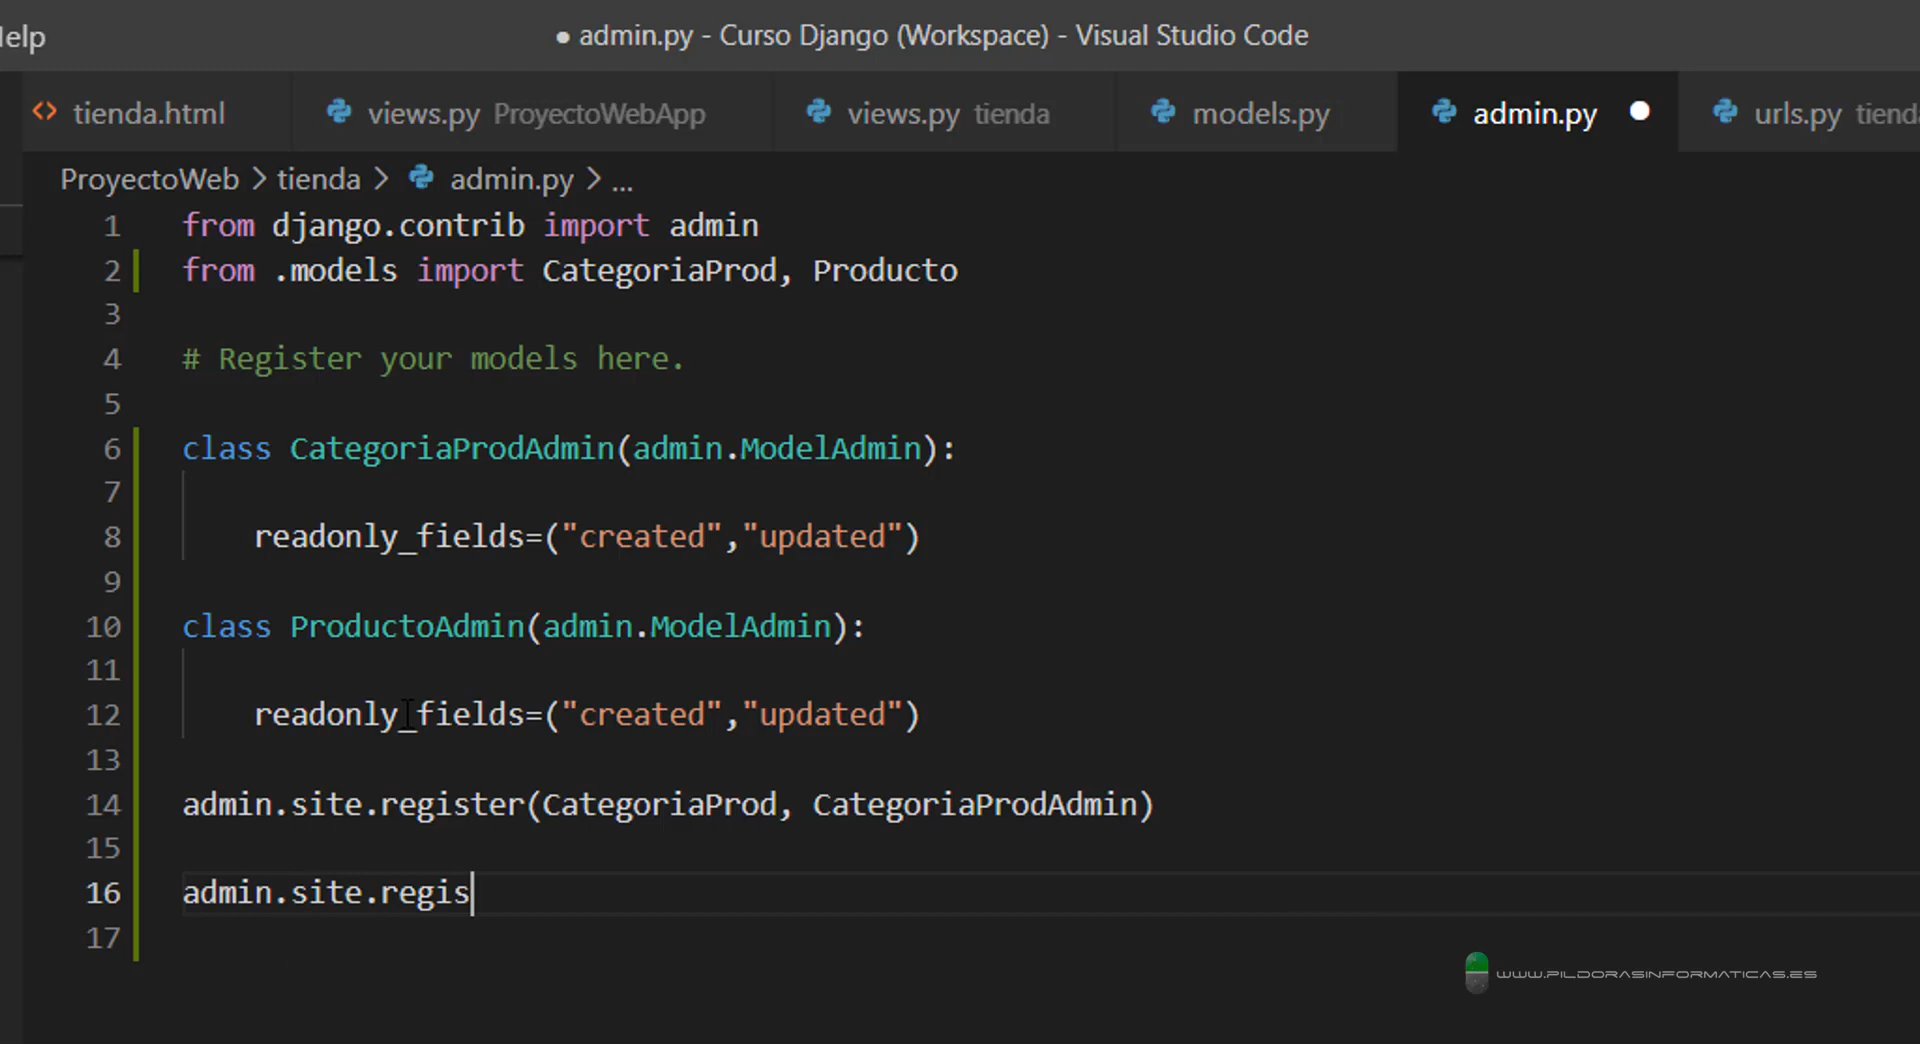 elp
● admin.py - Curso Django (Workspace) - Visual Studio Code
<> tienda.html views.py ProyectoWebApp views.py tienda models.py admin.py ● urls.py tienda
ProyectoWeb > tienda > admin.py > ...
1 from django.contrib import admin
2 from .models import CategoriaProd, Producto
3
4 # Register your models here.
5
6 class CategoriaProdAdmin(admin.ModelAdmin):
7
8 readonly_fields=("created","updated")
9
10 class ProductoAdmin(admin.ModelAdmin):
11
12 readonly_fields=("created","updated")
13
14 admin.site.register(CategoriaProd, CategoriaProdAdmin)
15
16 admin.site.regis
17
WWW.PILDORASINFORMATICAS.ES